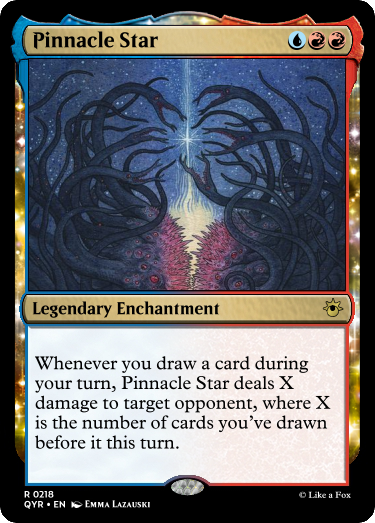 Pinnacle Star
Legendary Enchantment
Whenever you draw a card during
your turn, Pinnacle Star deals X
damage to target opponent, where X
is the number of cards you’ve drawn
before it this turn.
R 0218
QYR • EN Emma Lazauski
© Like a Fox